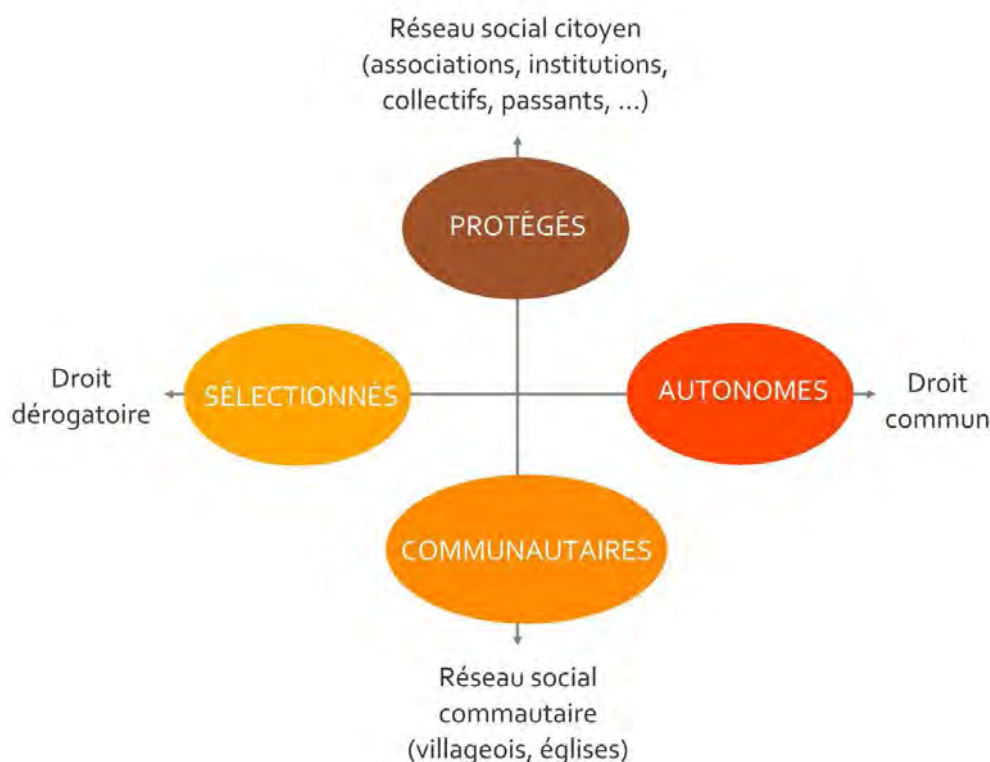 Réseau social citoyen
(associations, institutions,
collectifs, passants, ...)
PROTÉGÉS
Droit
dérogatoire
SÉLECTIONNÉS
AUTONOMES
Droit
commun
COMMUNAUTAIRES
Réseau social
commautaire
(villageois, églises)